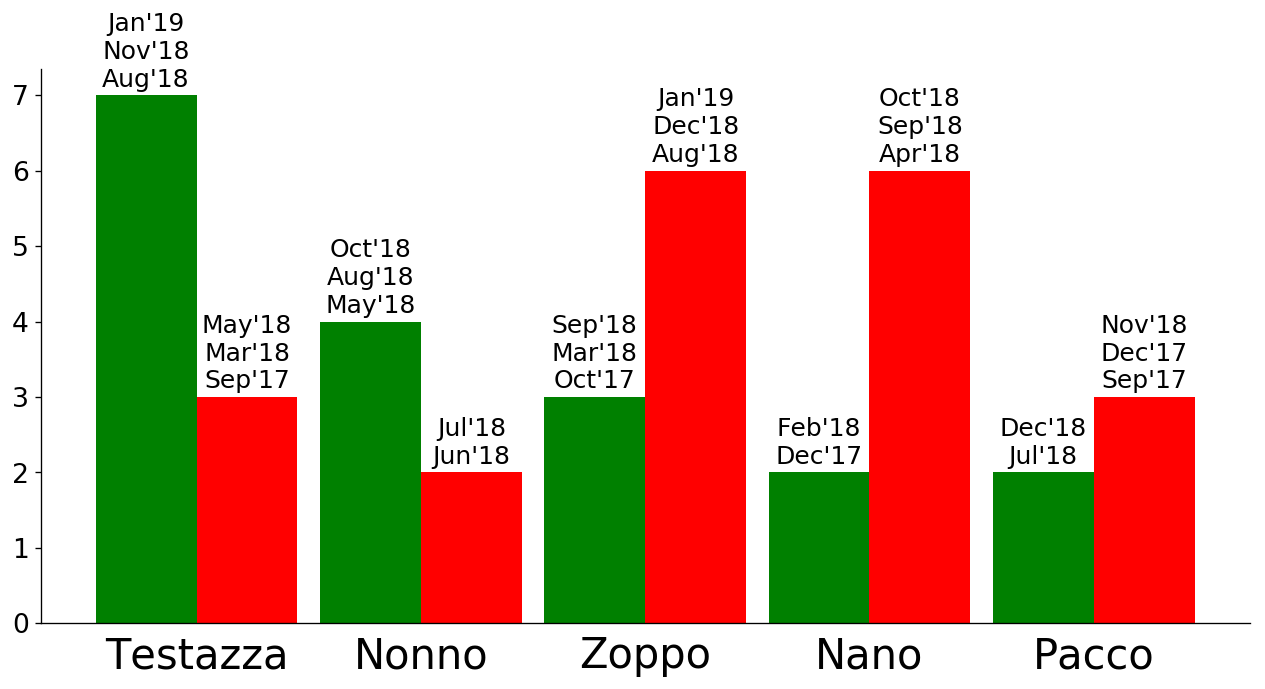 Jan'19
Nov'18
Aug'18
7
6
5
4
3
2
1
0
May'18
Mar'18
Sep'17
Oct'18
Aug'18
May'18
Jul'18
Jun'18
Sep'18
Mar'18
Oct'17
Jan'19
Dec'18
Aug'18
Feb'18
Dec'17
Oct'18
Sep'18
Apr'18
Dec'18
Jul'18
Nov'18
Dec'17
Sep'17
Testazza
Nonno
Zoppo
Nano
Pacco